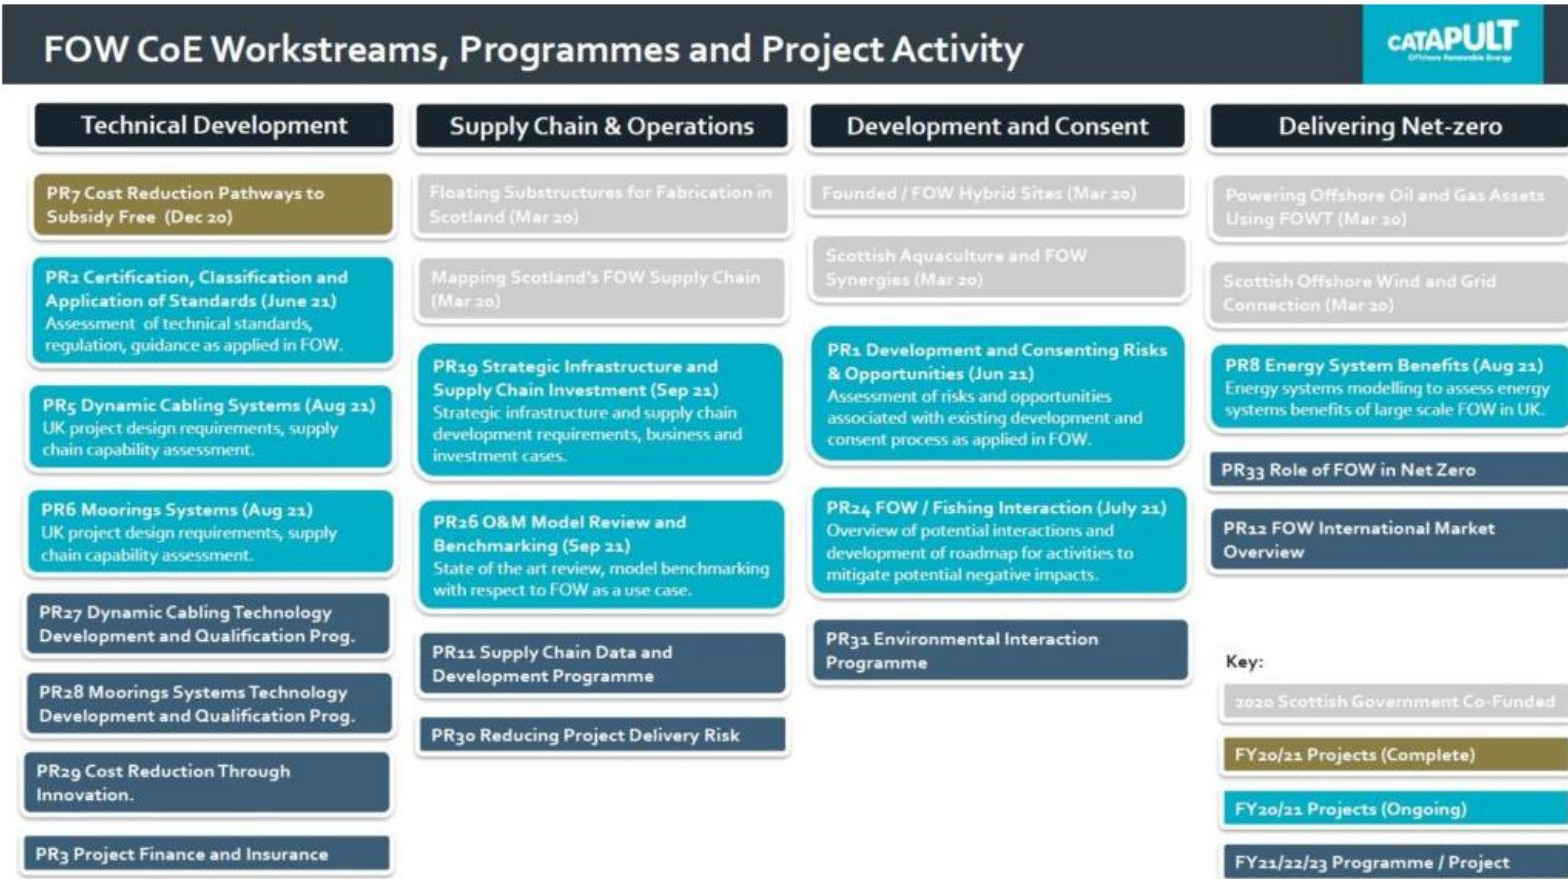 FOW CoE Workstreams, Programmes and Project Activity
CATAPULT
Offshore Renewable Energy
Technical Development
PR7 Cost Reduction Pathways to
Subsidy Free (Dec 20)
PR2 Certification, Classification and
Application of Standards (June 21)
Assessment of technical standards,
regulation, guidance as applied in FOW.
PR5 Dynamic Cabling Systems (Aug 21)
UK project design requirements, supply
chain capability assessment.
PR6 Moorings Systems (Aug 21)
UK project design requirements, supply
chain capability assessment.
PR27 Dynamic Cabling Technology
Development and Qualification Prog.
PR28 Moorings Systems Technology
Development and Qualification Prog.
PR29 Cost Reduction Through
Innovation.
PR3 Project Finance and Insurance
Supply Chain & Operations
Floating Substructures for Fabrication in
Scotland (Mar 20)
Mapping Scotland's FOW Supply Chain
(Mar 20)
PR19 Strategic Infrastructure and
Supply Chain Investment (Sep 21)
Strategic infrastructure and supply chain
development requirements, business and
investment cases.
PR26 O&M Model Review and
Benchmarking (Sep 21)
State of the art review, model benchmarking
with respect to FOW as a use case.
PR11 Supply Chain Data and
Development Programme
PR30 Reducing Project Delivery Risk
Development and Consent
Founded / FOW Hybrid Sites (Mar 20)
Scottish Aquaculture and FOW
Synergies (Mar 20)
PR1 Development and Consenting Risks
& Opportunities (Jun 21)
Assessment of risks and opportunities
associated with existing development and
consent process as applied in FOW.
PR24 FOW / Fishing Interaction (July 21)
Overview of potential interactions and
development of roadmap for activities to
mitigate potential negative impacts.
PR31 Environmental Interaction
Programme
Delivering Net-zero
Powering Offshore Oil and Gas Assets
Using FOWT (Mar 20)
Scottish Offshore Wind and Grid
Connection (Mar 20)
PR8 Energy System Benefits (Aug 21)
Energy systems modelling to assess energy
systems benefits of large scale FOW in UK.
PR33 Role of FOW in Net Zero
PR12 FOW International Market
Overview
Key:
2020 Scottish Government Co-Funded
FY20/21 Projects (Complete)
FY20/21 Projects (Ongoing)
FY21/22/23 Programme / Project